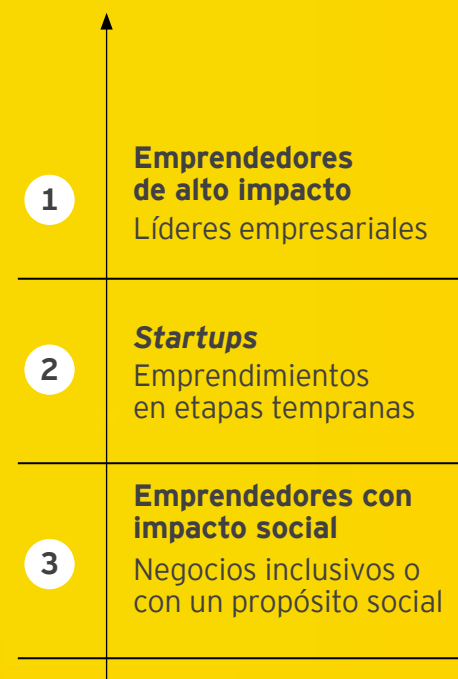 1
Emprendedores
de alto impacto
Líderes empresariales
2
Startups
Emprendimientos
en etapas tempranas
3
Emprendedores con
impacto social
Negocios inclusivos o
con un propósito social